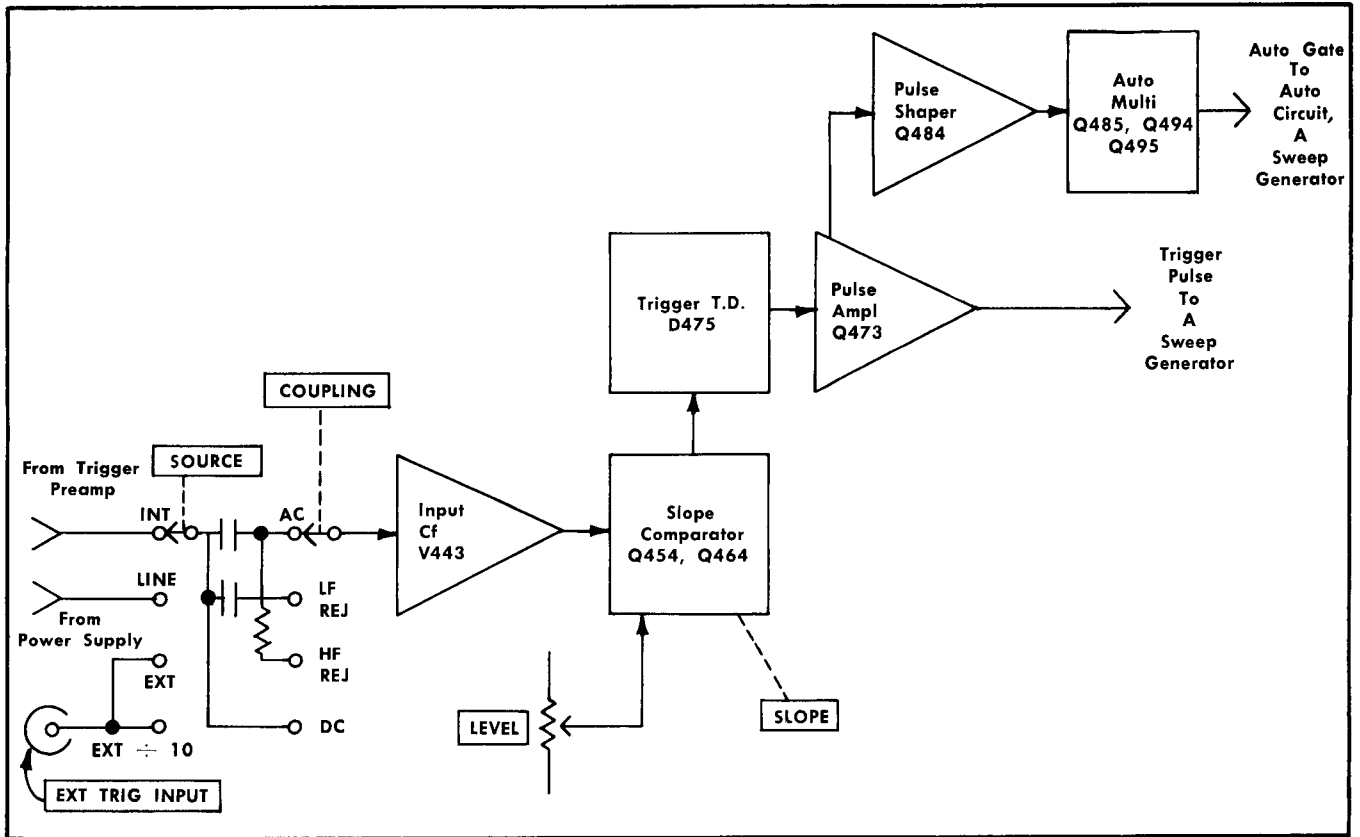 Pulse
Shaper
Q484
Auto
Multi
Q485, Q494
Q495
Auto Gate
To
Auto
Circuit,
A
Sweep
Generator
Trigger T.D.
D475
Pulse
Ampl
Q473
Trigger
Pulse
To
A
Sweep
Generator
COUPLING
SOURCE
From Trigger
Preamp
INT
AC
Input
Cf
V443
Slope
Comparator
Q454, Q464
LINE
LF
REJ
From
Power Supply
HF
REJ
EXT
DC
EXT ÷ 10
LEVEL
SLOPE
EXT TRIG INPUT